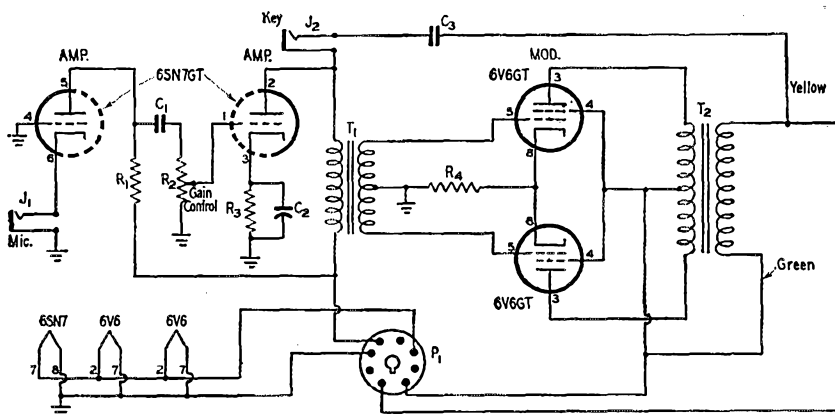 Key
J2
C3
AMP.
6SN7GT
AMP.
MOD.
6V6GT
3
Yellow
5
2
4
C1
1
5
4
T1
T2
6
3
8
R1
R2
Gain
Control
R4
J1
R3
C2
Mic.
8
5
4
Green
6V6GT
3
6SN7
6V6
6V6
P1
7
8
2
7
2
7